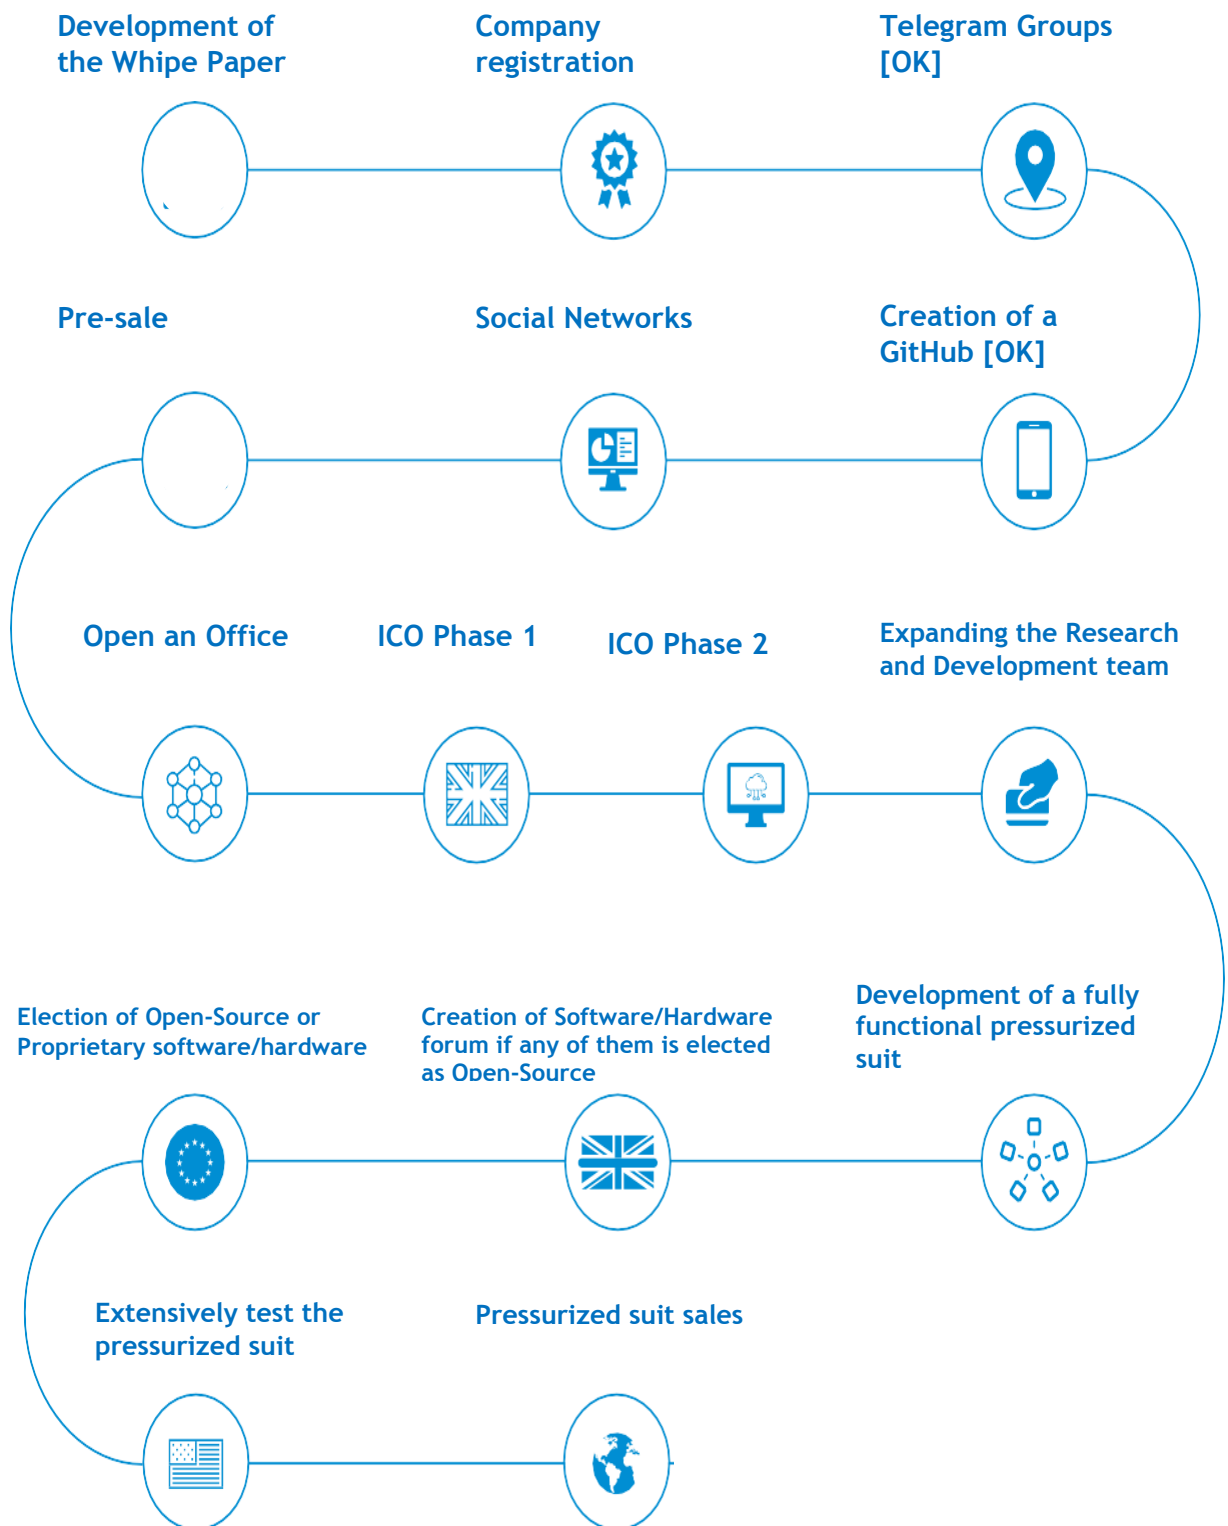 Development of
the Whipe Paper
Company
registration
Telegram Groups
[OK]
Pre-sale
Social Networks
Creation of a
GitHub [OK]
Open an Office
ICO Phase 1
ICO Phase 2
Expanding the Research
and Development team
Election of Open-Source or
Proprietary software/hardware
Creation of Software/Hardware
forum if any of them is elected
as Open-Source
Development of a fully
functional pressurized
suit
Extensively test the
pressurized suit
Pressurized suit sales